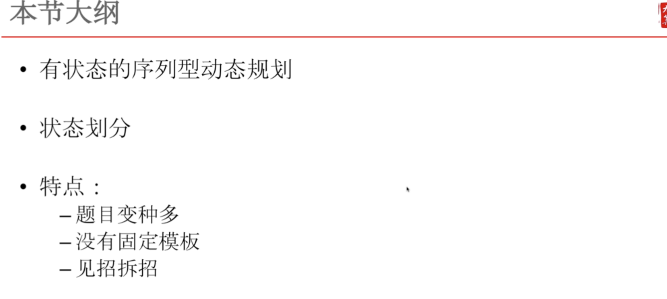 本节大纲
• 有状态的序列型动态规划
• 状态划分
• 特点：
– 题目变种多
– 没有固定模板
– 见招拆招